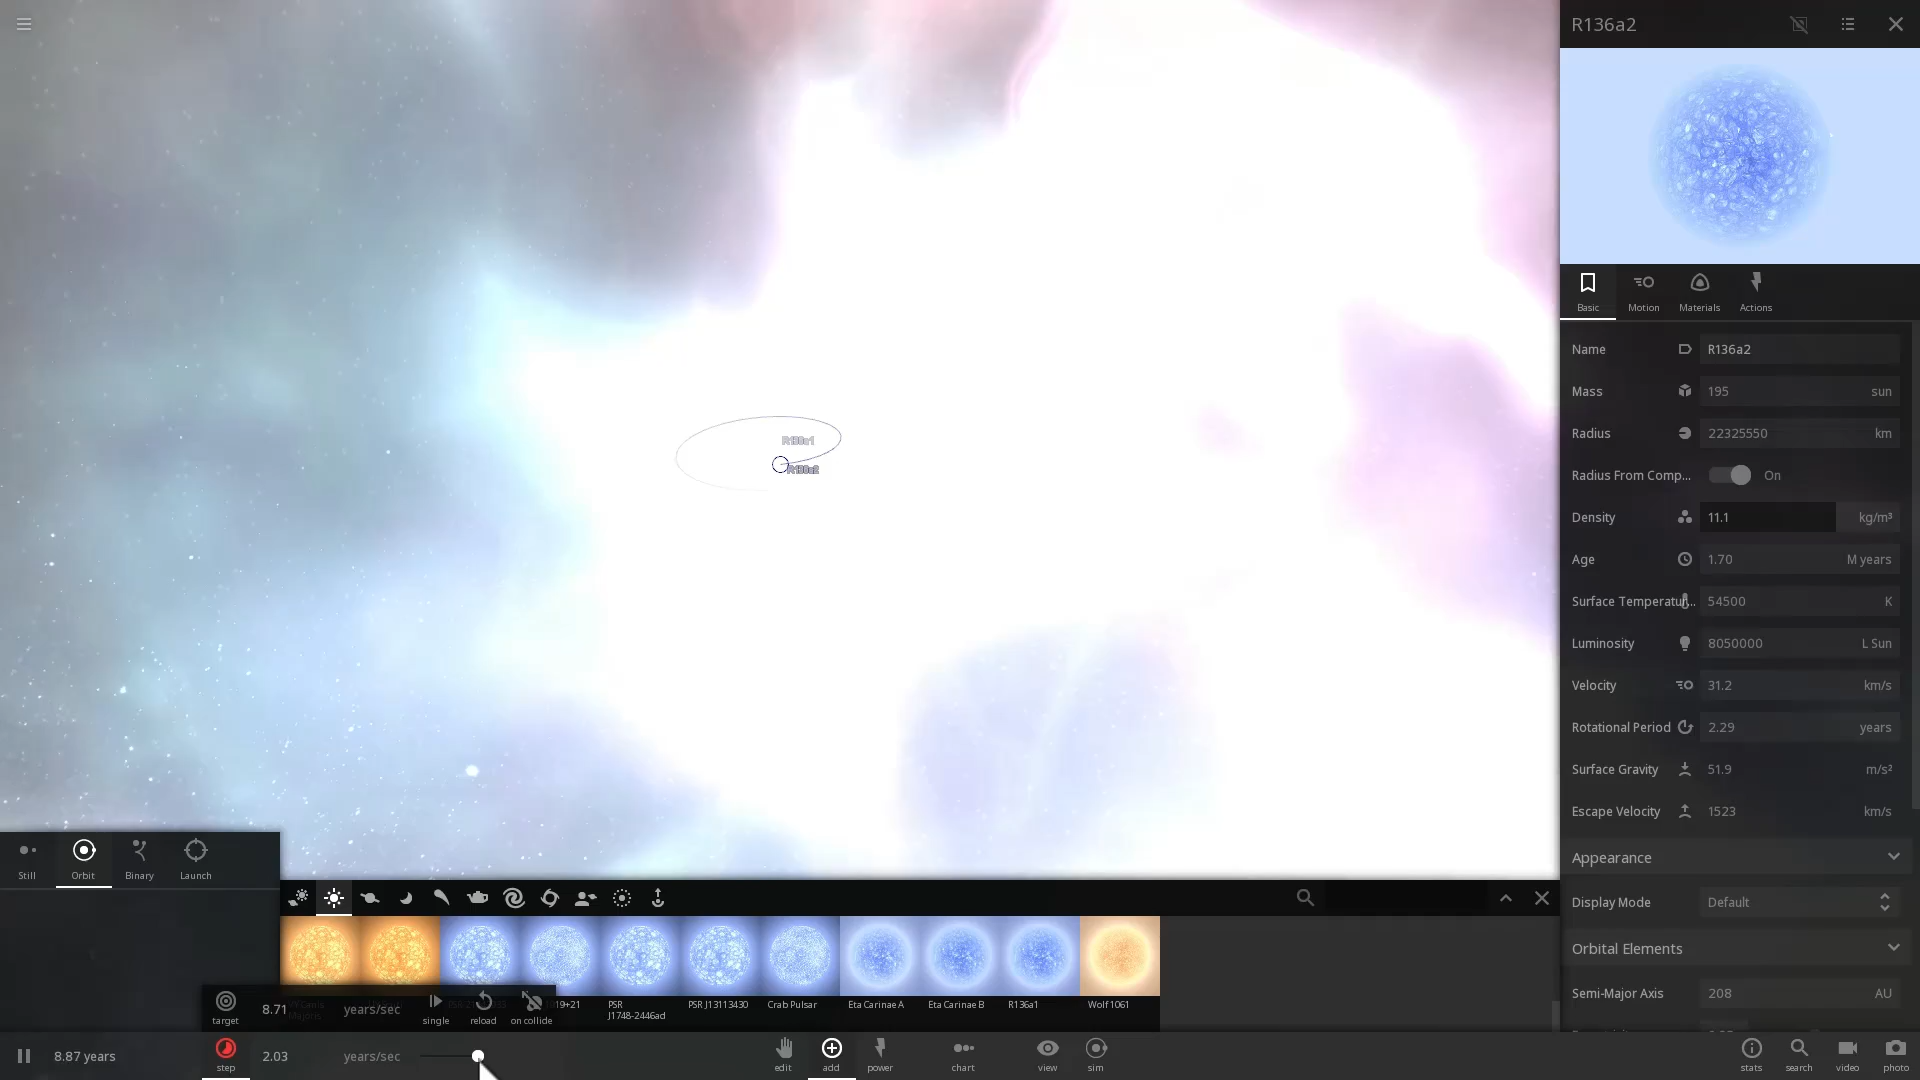 R136a2
Basic
Motion
Materials
Actions
Name R136a2
Mass 195 sun
Radius 22325550 km
Radius From Comp... On
Density 11.1 kg/m³
Age 1.70 M years
Surface Temperatur... 54500 K
Luminosity 8050000 L Sun
Velocity 31.2 km/s
Rotational Period 2.29 years
Surface Gravity 51.9 m/s²
Escape Velocity 1523 km/s
Appearance
Display Mode Default
Orbital Elements
Semi-Major Axis 208 AU
Still
Orbit
Binary
Launch
PSR
J1748-2446ad
PSR J13113430
Crab Pulsar
Eta Carinae A
Eta Carinae B
R136a1
Wolf 1061
target
8.71 years/sec
single
reload
on collide
8.87 years
step
2.03 years/sec
edit
add
power
chart
view
sim
stats
search
video
photo